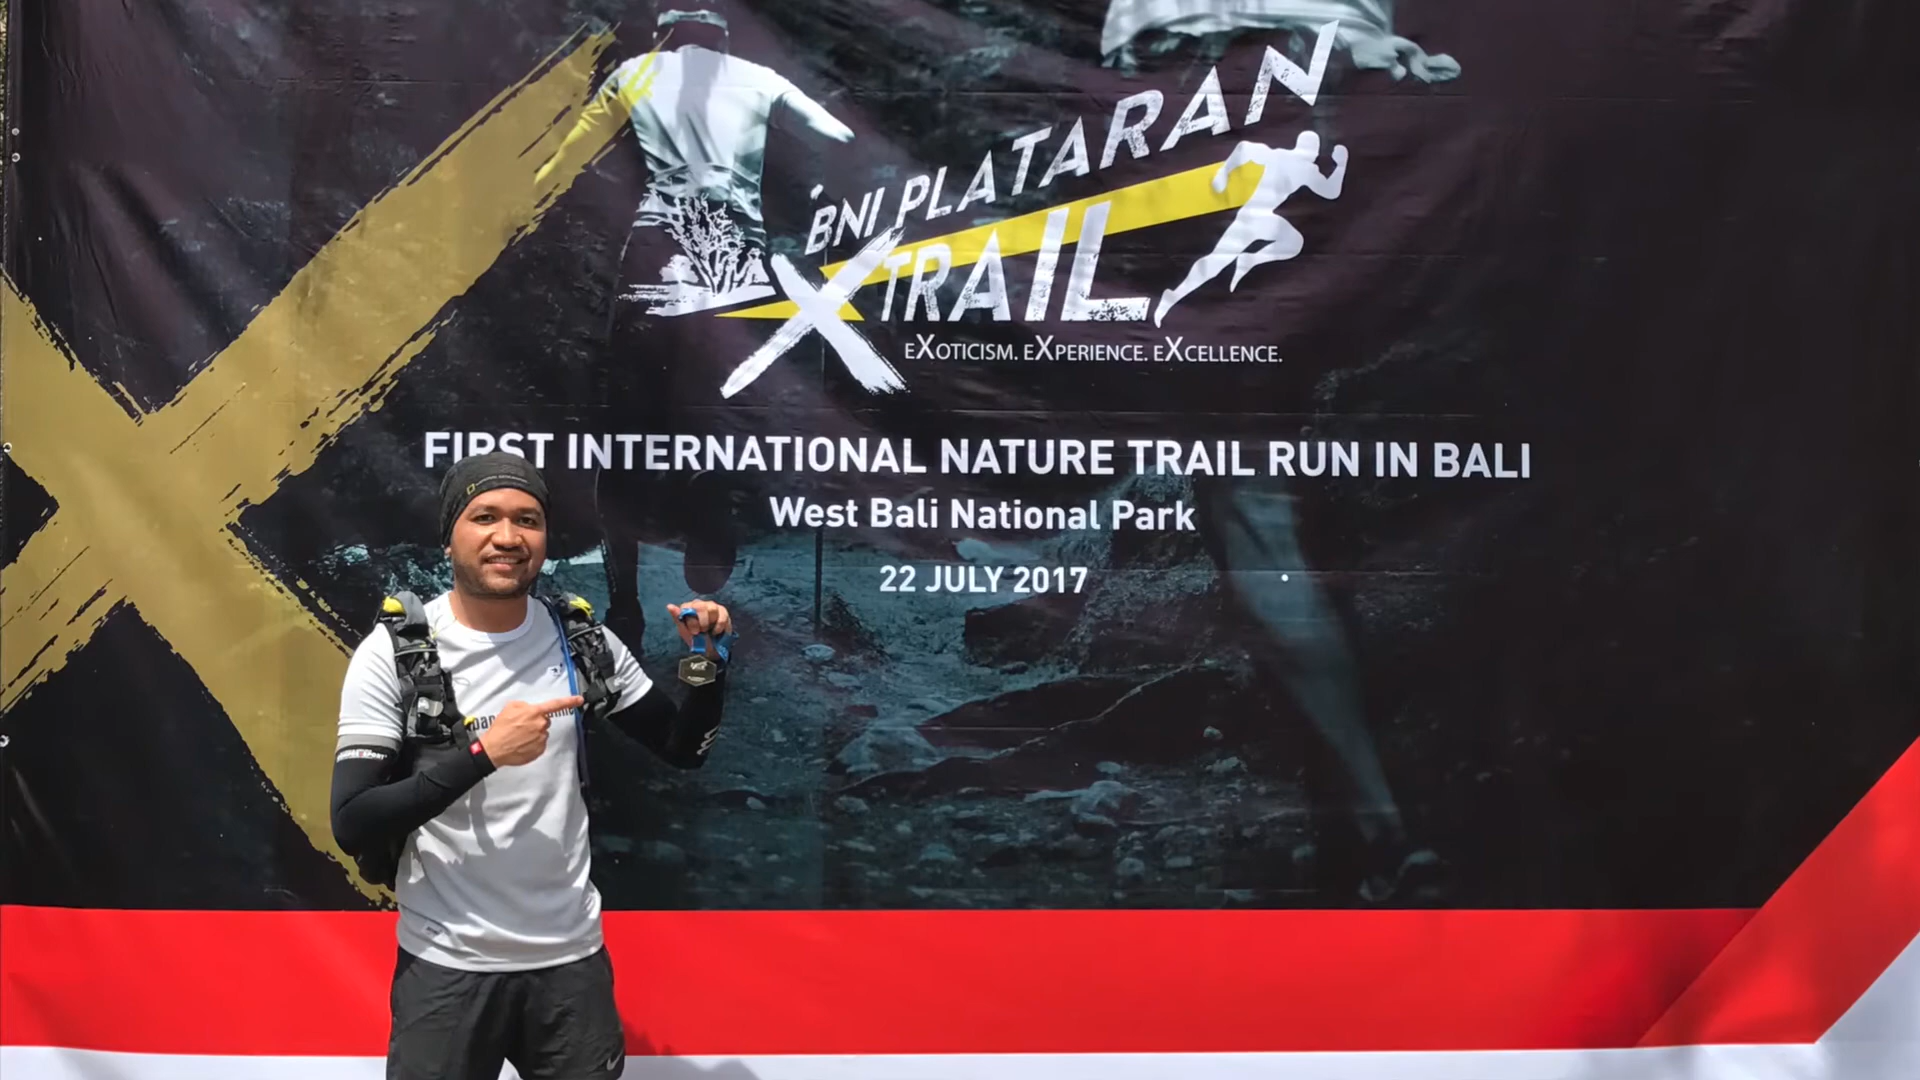 BNI PLATARAN
X TRAIL
eXOTICISM. eXPERIENCE. eXCELLENCE.
FIRST INTERNATIONAL NATURE TRAIL RUN IN BALI
West Bali National Park
22 JULY 2017